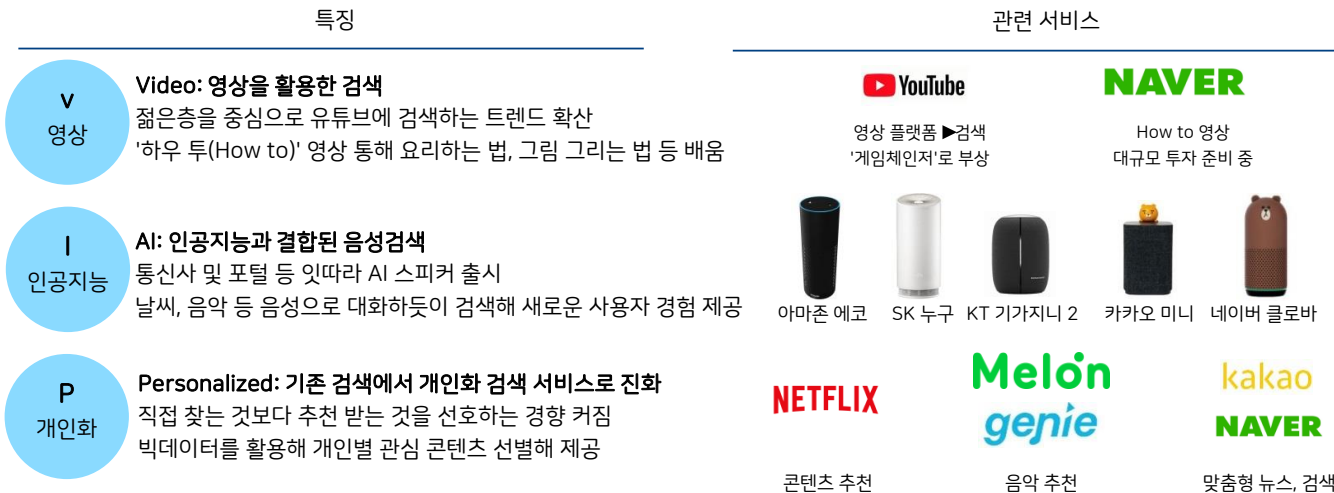 특징
관련 서비스
V
영상
Video: 영상을 활용한 검색
젊은층을 중심으로 유튜브에 검색하는 트렌드 확산
'하우 투(How to)' 영상 통해 요리하는 법, 그림 그리는 법 등 배움
YouTube
영상 플랫폼 ▶검색
'게임체인저'로 부상
NAVER
How to 영상
대규모 투자 준비 중
I
인공지능
AI: 인공지능과 결합된 음성검색
통신사 및 포털 등 잇따라 AI 스피커 출시
날씨, 음악 등 음성으로 대화하듯이 검색해 새로운 사용자 경험 제공
아마존 에코
SK 누구
KT 기가지니 2
카카오 미니
네이버 클로바
P
개인화
Personalized: 기존 검색에서 개인화 검색 서비스로 진화
직접 찾는 것보다 추천 받는 것을 선호하는 경향 커짐
빅데이터를 활용해 개인별 관심 콘텐츠 선별해 제공
NETFLIX
콘텐츠 추천
Melon
genie
음악 추천
kakao
NAVER
맞춤형 뉴스, 검색